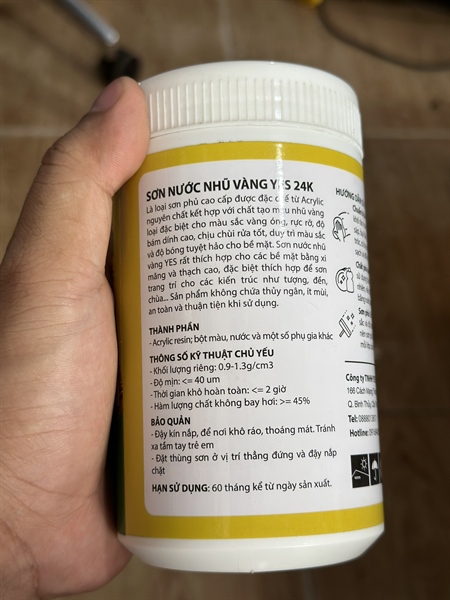 SƠN NƯỚC NHŨ VÀNG YES 24K
Là loại sơn phủ cao cấp được đặc chế từ Acrylic
nguyên chất kết hợp với chất tạo màu nhũ vàng
loại đặc biệt cho màu sắc vàng óng, rực rỡ, độ
bám dính cao, chịu chùi rửa tốt, duy trì màu sắc
và độ bóng tuyệt hảo cho bề mặt. Sơn nước nhũ
vàng YES rất thích hợp cho các bề mặt bằng xi
măng và thạch cao, đặc biệt thích hợp để sơn
trang trí cho các kiến trúc như tượng, đền,
chùa... Sản phẩm không chứa thủy ngân, ít mùi,
an toàn và thuận tiện khi sử dụng.
THÀNH PHẦN
- Acrylic resin; bột màu, nước và một số phụ gia khác
THÔNG SỐ KỸ THUẬT CHỦ YẾU
- Khối lượng riêng: 0.9-1.3g/cm3
- Độ mịn: <= 40 um
- Thời gian khô hoàn toàn: <= 2 giờ
- Hàm lượng chất không bay hơi: >= 45%
BẢO QUẢN
- Đậy kín nắp, để nơi khô ráo, thoáng mát. Tránh
xa tầm tay trẻ em
- Đặt thùng sơn ở vị trí thẳng đứng và đậy nắp
chặt
HẠN SỬ DỤNG: 60 tháng kể từ ngày sản xuất.
HƯỚNG DẪN
Công ty TNHH
Q. Bình Thủy,
Tel:
Hotline: